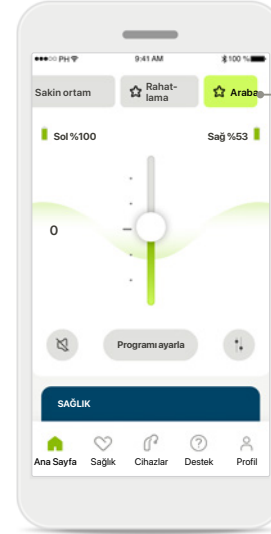 PH
9:41 AM
100 %
Sakin ortam
Rahat-
lama
Araba
Sol %100
Sağ %53
0
Programı ayarla
SAĞLIK
Ana Sayfa
Sağlık
Cihazlar
Destek
Profil